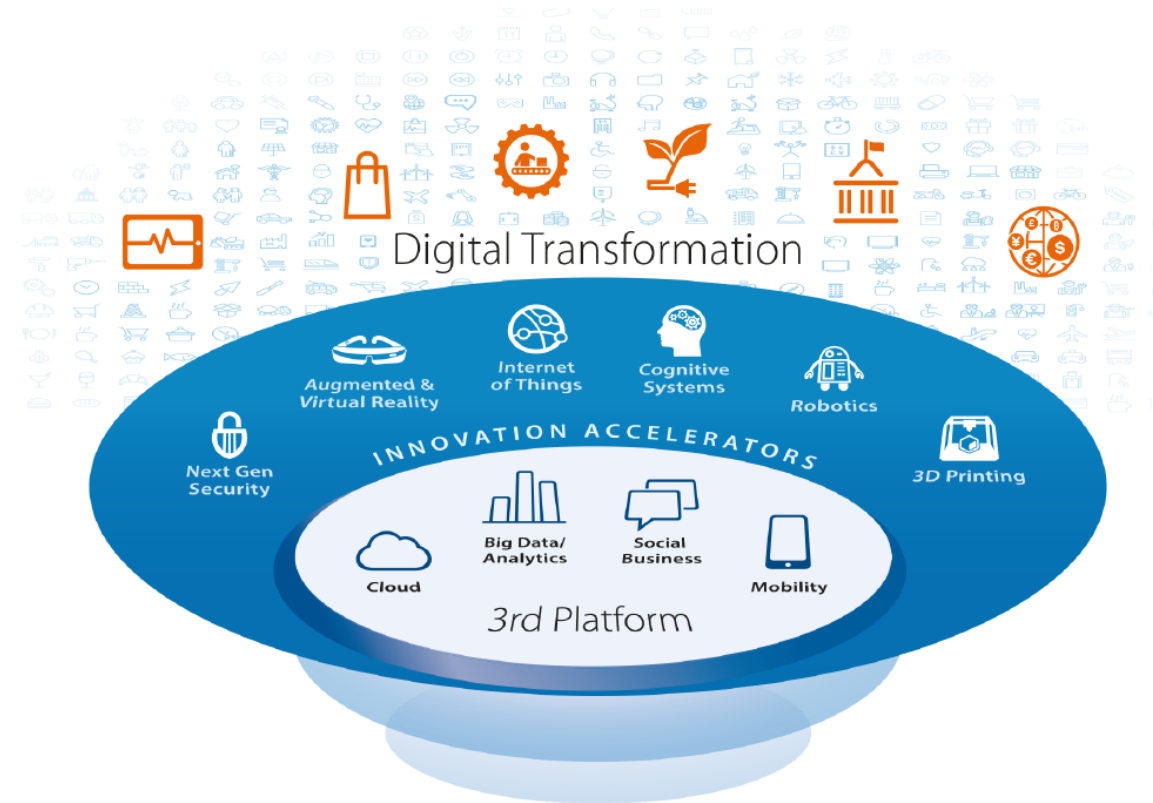 Digital Transformation
Augmented &
Virtual Reality
Internet
of Things
Cognitive
Systems
Robotics
Next Gen
Security
3D Printing
INNOVATION ACCELERATORS
Cloud
Big Data/
Analytics
Social
Business
Mobility
3rd Platform